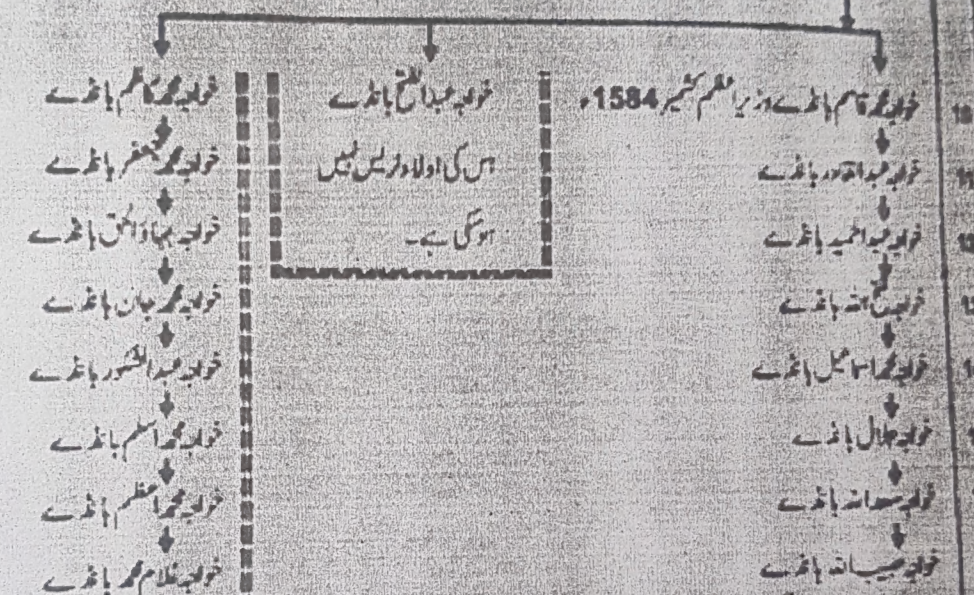 خواجہ محمد قاسم بانڈے وزیراعظم کشمیر 1584ء
خواجہ عبدالقادر بانڈے
خواجہ عبدالحمید بانڈے
خواجہ فتح اللہ بانڈے
خواجہ محمد اسماعیل بانڈے
خواجہ جلال بانڈے
خواجہ سعد اللہ بانڈے
خواجہ حبیب اللہ بانڈے
خواجہ عبدالفتح بانڈے
اس کی اولاد ٹریس نہیں
ہوسکی ہے۔
خواجہ محمد کاظم بانڈے
خواجہ محمد جعفر بانڈے
خواجہ بہاؤالحق بانڈے
خواجہ محمد جان بانڈے
خواجہ عبدالشکور بانڈے
خواجہ محمد اسلم بانڈے
خواجہ محمد اعظم بانڈے
خواجہ غلام محمد بانڈے